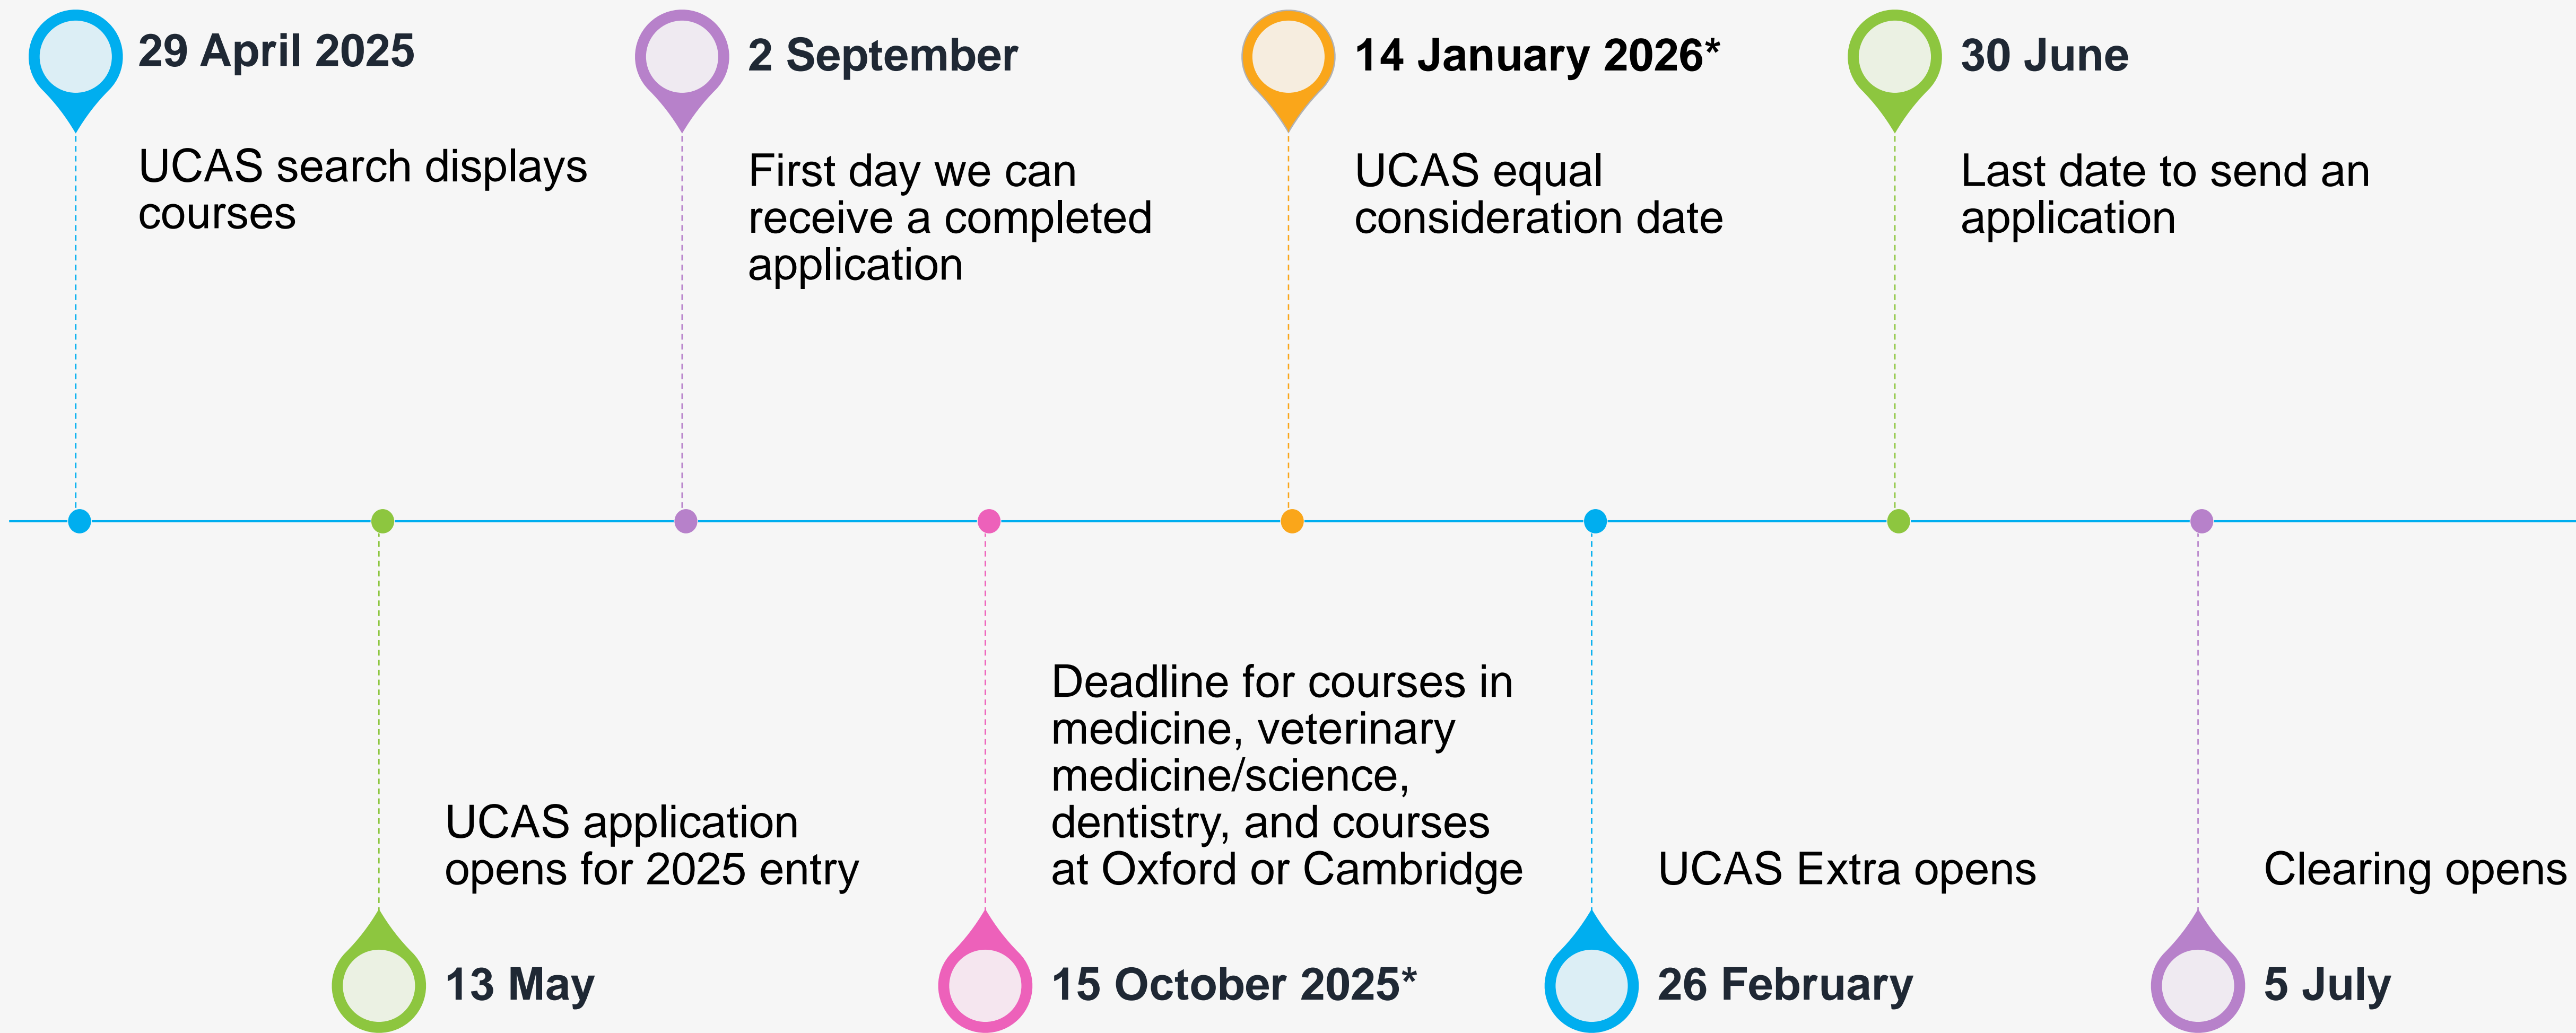 29 April 2025
UCAS search displays
courses
2 September
First day we can
receive a completed
application
14 January 2026*
UCAS equal
consideration date
30 June
Last date to send an
application
UCAS application
opens for 2025 entry
13 May
Deadline for courses in
medicine, veterinary
medicine/science,
dentistry, and courses
at Oxford or Cambridge
15 October 2025*
UCAS Extra opens
26 February
Clearing opens
5 July